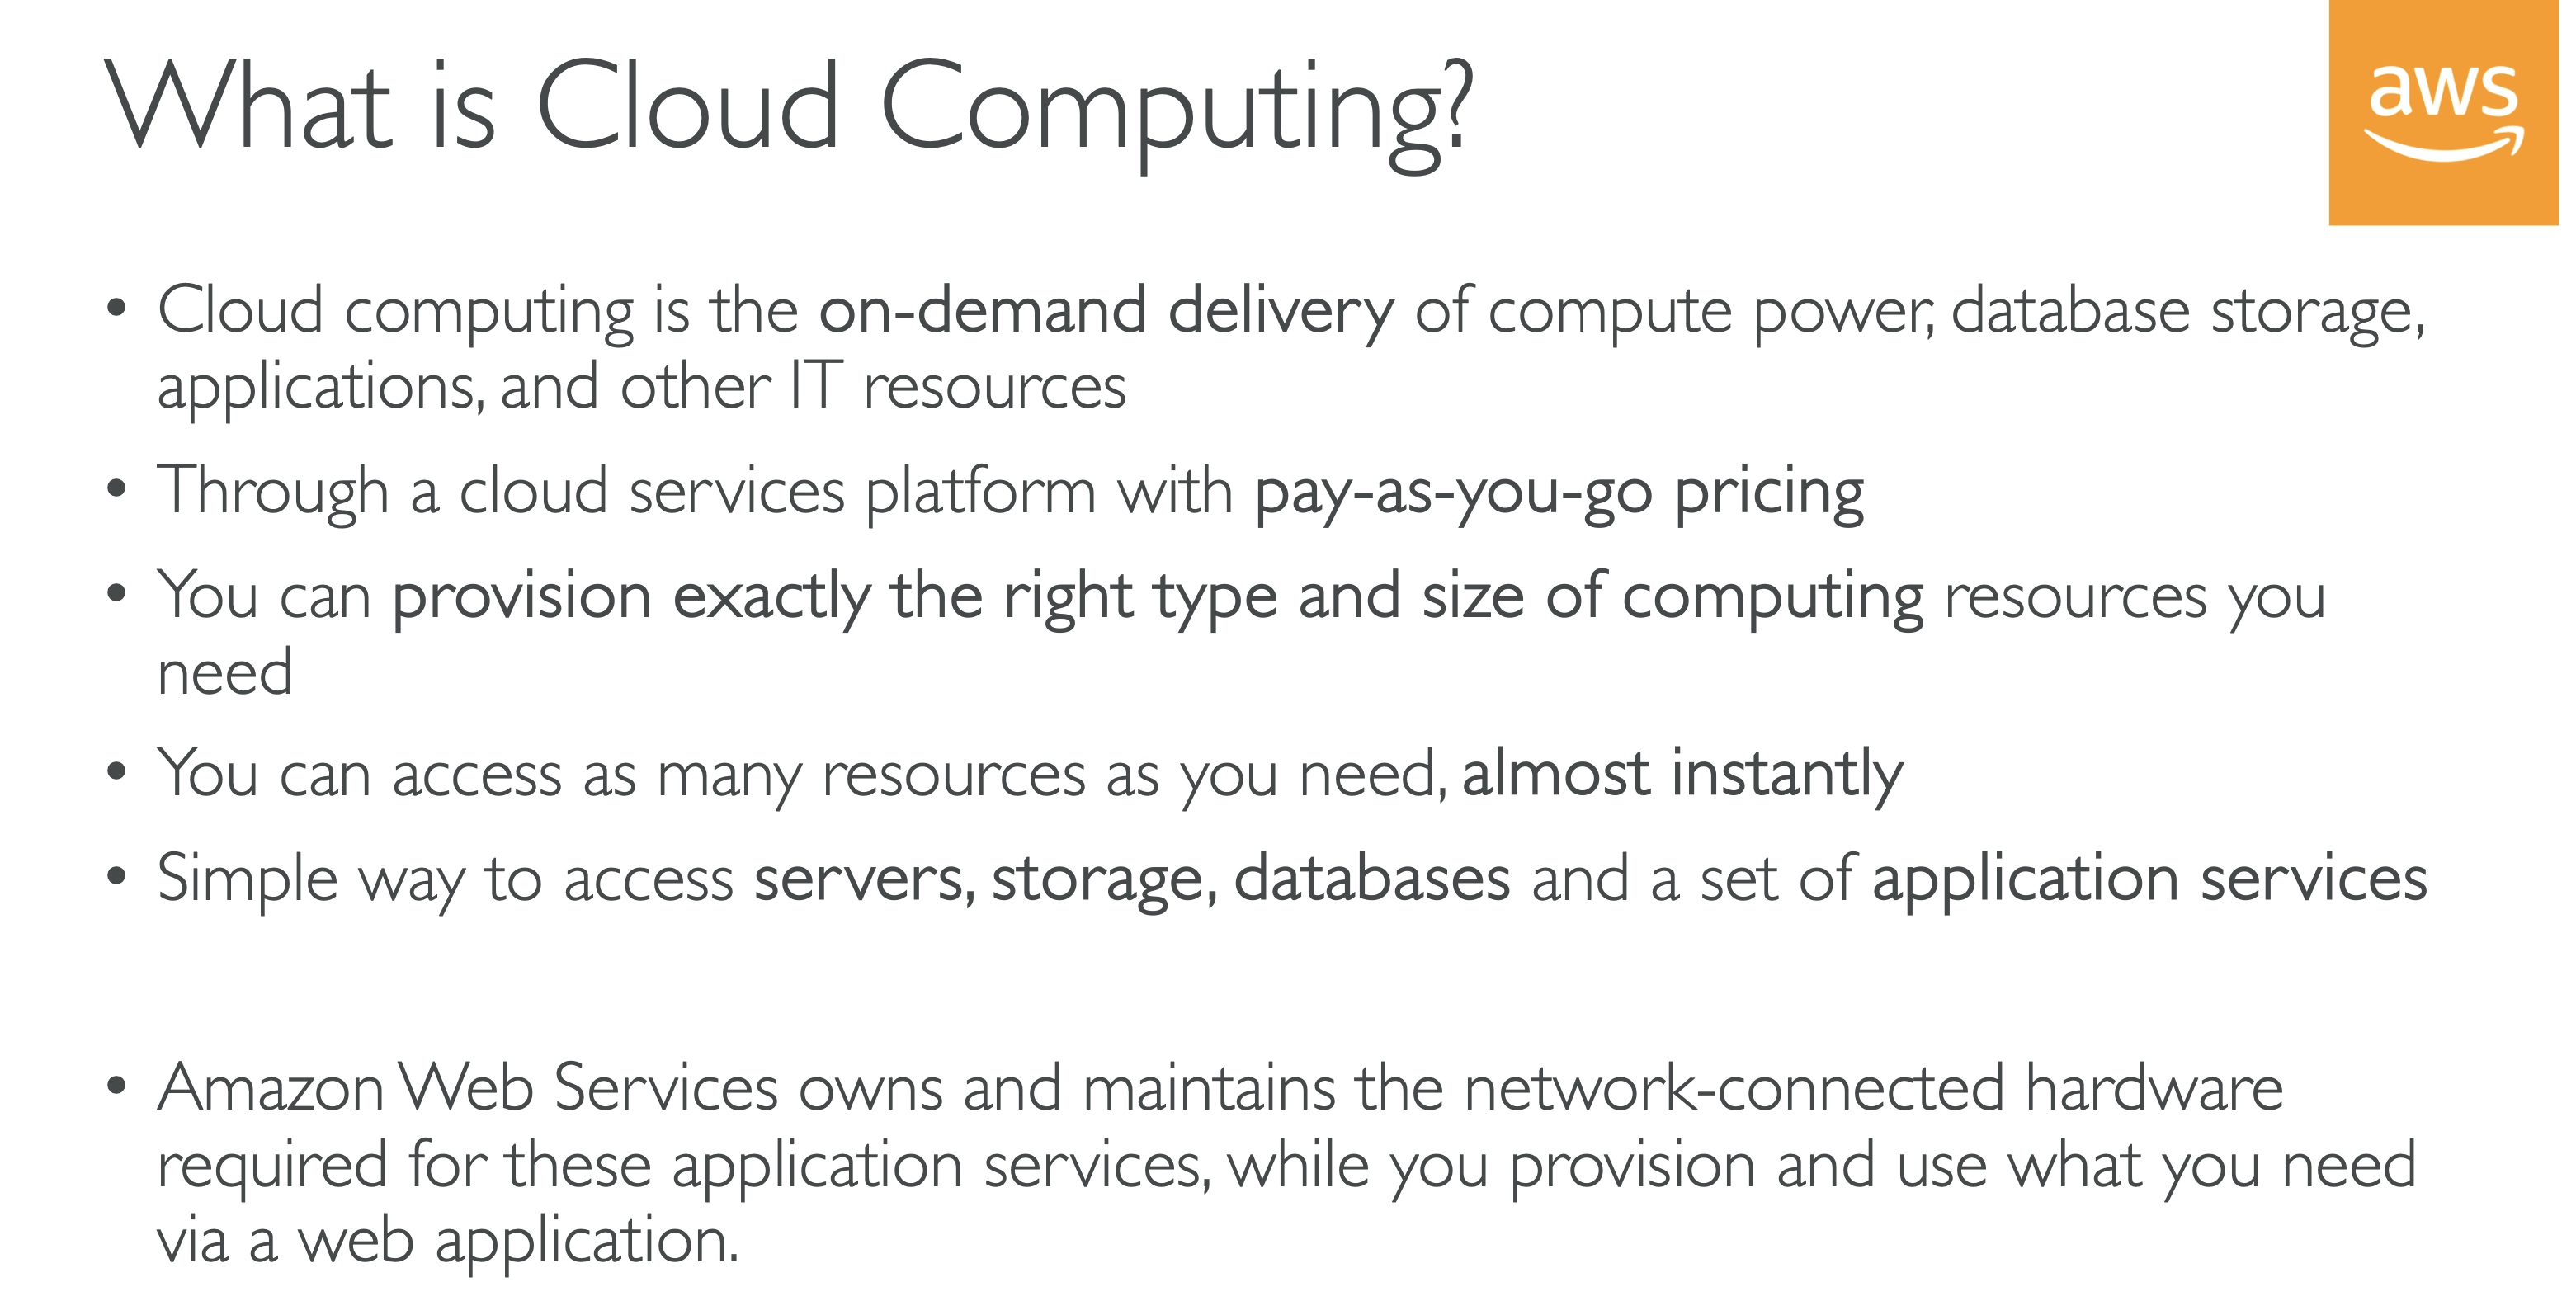 What is Cloud Computing?
aws
• Cloud computing is the on-demand delivery of compute power, database storage,
applications, and other IT resources
• Through a cloud services platform with pay-as-you-go pricing
• You can provision exactly the right type and size of computing resources you
need
• You can access as many resources as you need, almost instantly
• Simple way to access servers, storage, databases and a set of application services
• Amazon Web Services owns and maintains the network-connected hardware
required for these application services, while you provision and use what you need
via a web application.